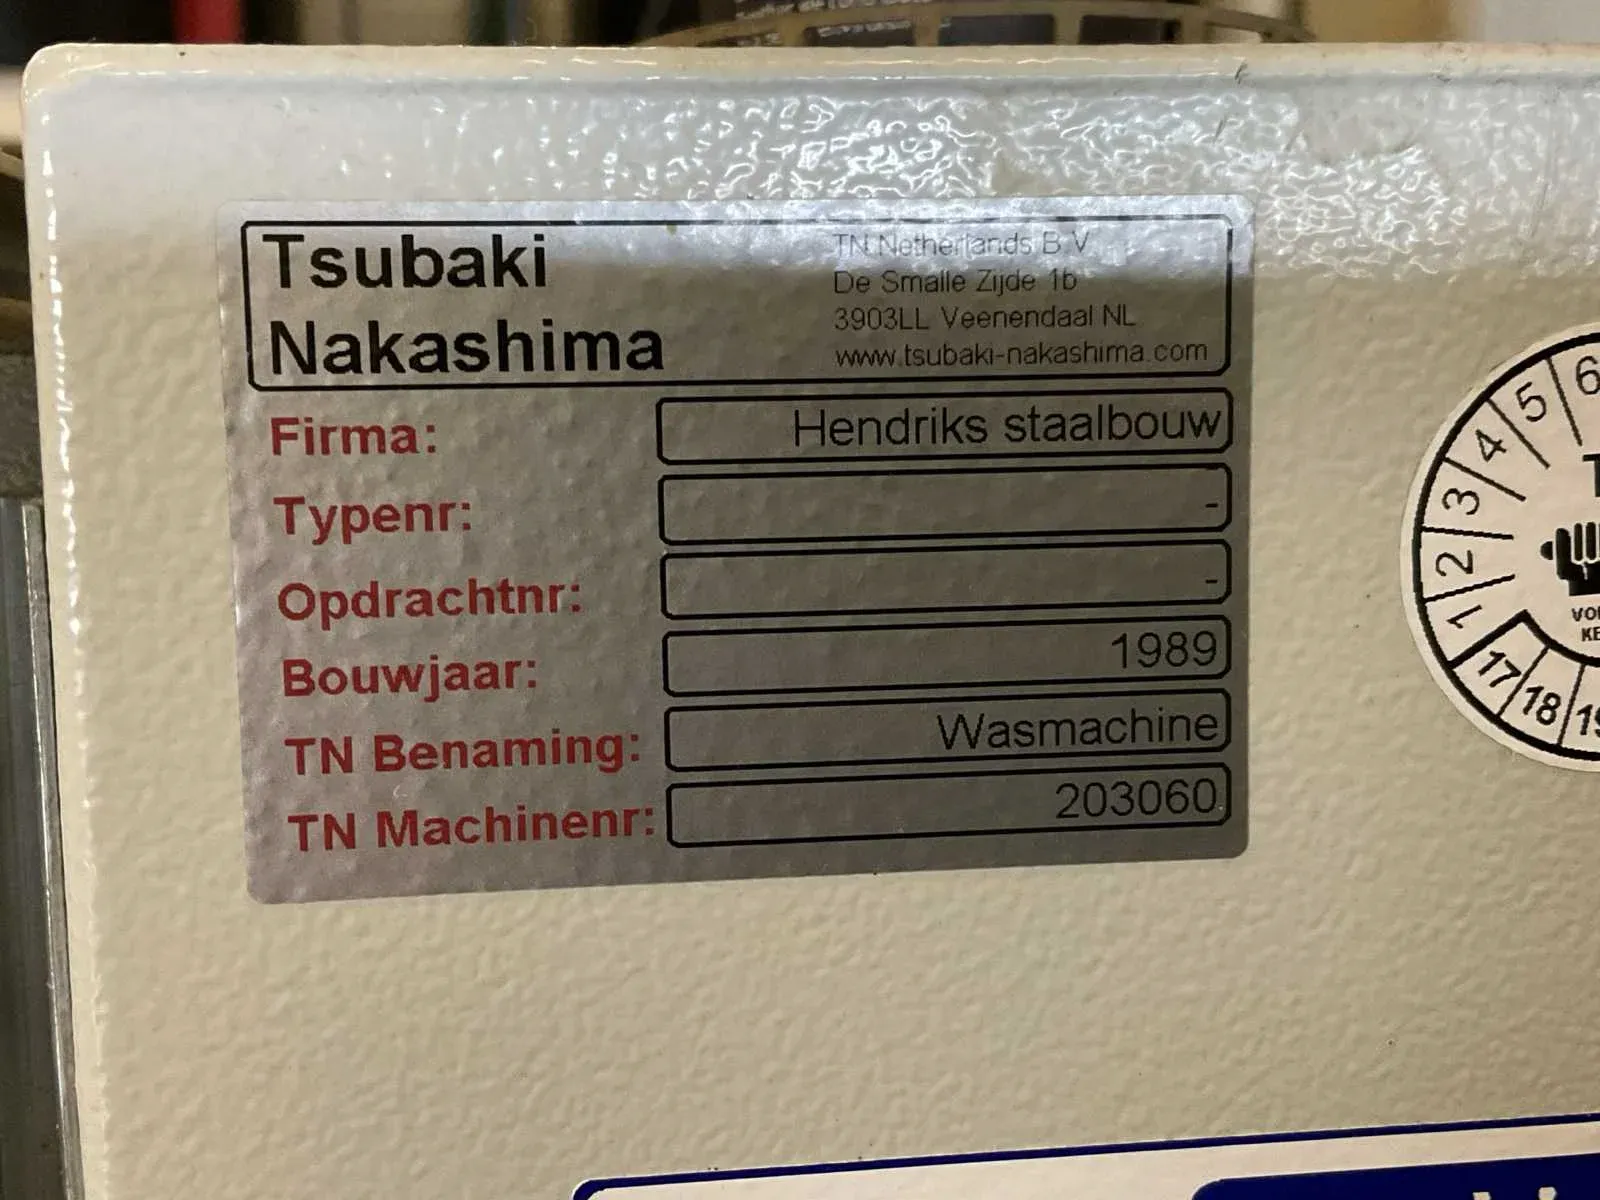 Tsubaki
Nakashima
TN Netherlands B.V.
De Smalle Zijde 1b
3903LL Veenendaal NL
www.tsubaki-nakashima.com
Firma: Hendriks staalbouw
Typenr: -
Opdrachtnr: -
Bouwjaar: 1989
TN Benaming: Wasmachine
TN Machinenr: 203060
6
5
4
3
2
1
17
18